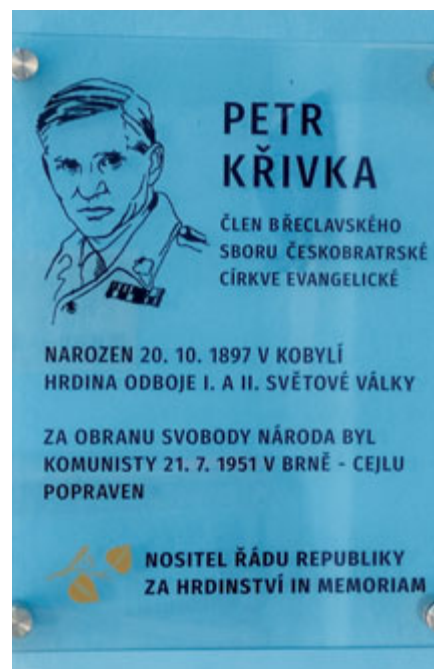 PETR
KŘIVKA
ČLEN BŘECLAVSKÉHO
SBORU ČESKOBRATRSKÉ
CÍRKVE EVANGELICKÉ
NAROZEN 20. 10. 1897 V KOBYLÍ
HRDINA ODBOJE I. A II. SVĚTOVÉ VÁLKY
ZA OBRANU SVOBODY NÁRODA BYL
KOMUNISTY 21. 7. 1951 V BRNĚ - CEJLU
POPRAVEN
NOSITEL ŘÁDU REPUBLIKY
ZA HRDINSTVÍ IN MEMORIAM